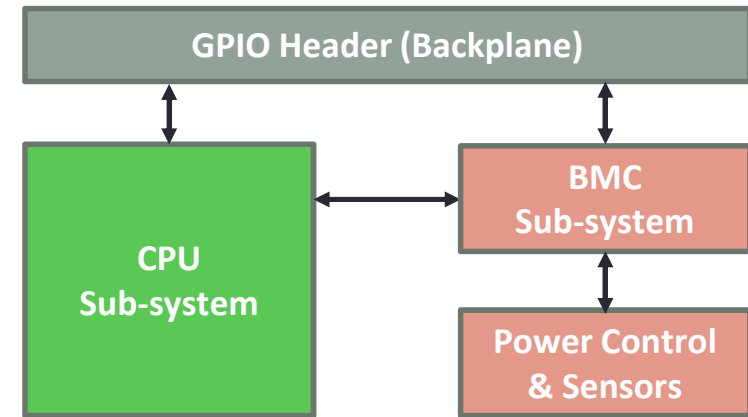 GPIO Header (Backplane)
BMC
Sub-system
CPU
Sub-system
Power Control
& Sensors